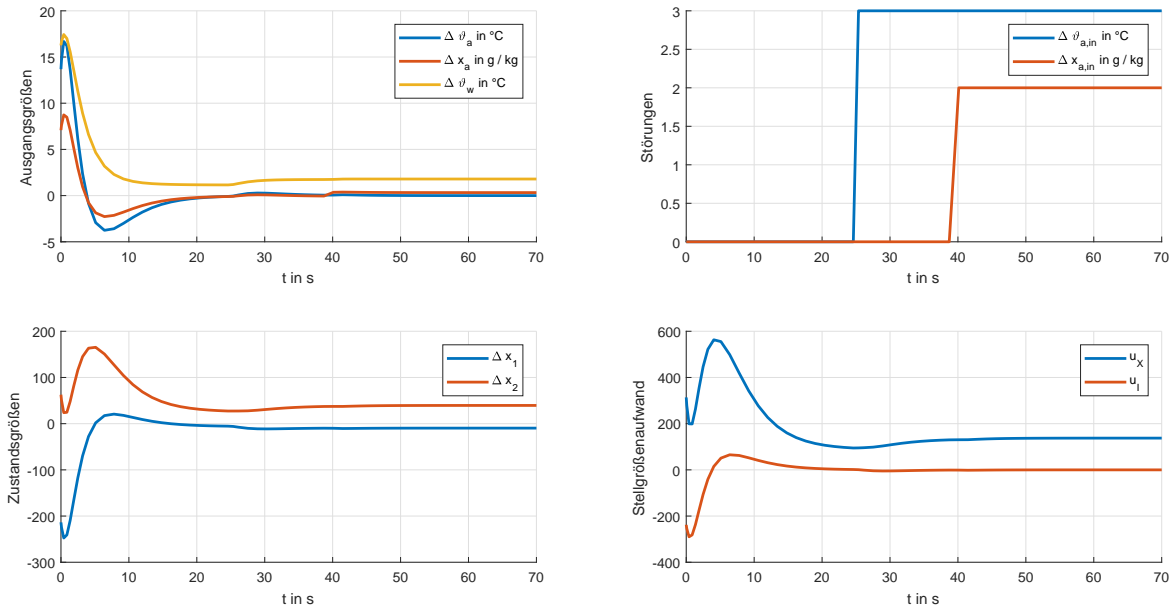 Ausgangsgrößen
20
15
10
5
0
-5
0 10 20 30 40 50 60 70
t in s
Δ ϑa in °C
Δ xa in g / kg
Δ ϑw in °C
Störungen
3
2.5
2
1.5
1
0.5
0
0 10 20 30 40 50 60 70
t in s
Δ ϑa,in in °C
Δ xa,in in g / kg
Zustandsgrößen
200
100
0
-100
-200
-300
0 10 20 30 40 50 60 70
t in s
Δ x1
Δ x2
Stellgrößenaufwand
600
400
200
0
-200
-400
0 10 20 30 40 50 60 70
t in s
uX
uI